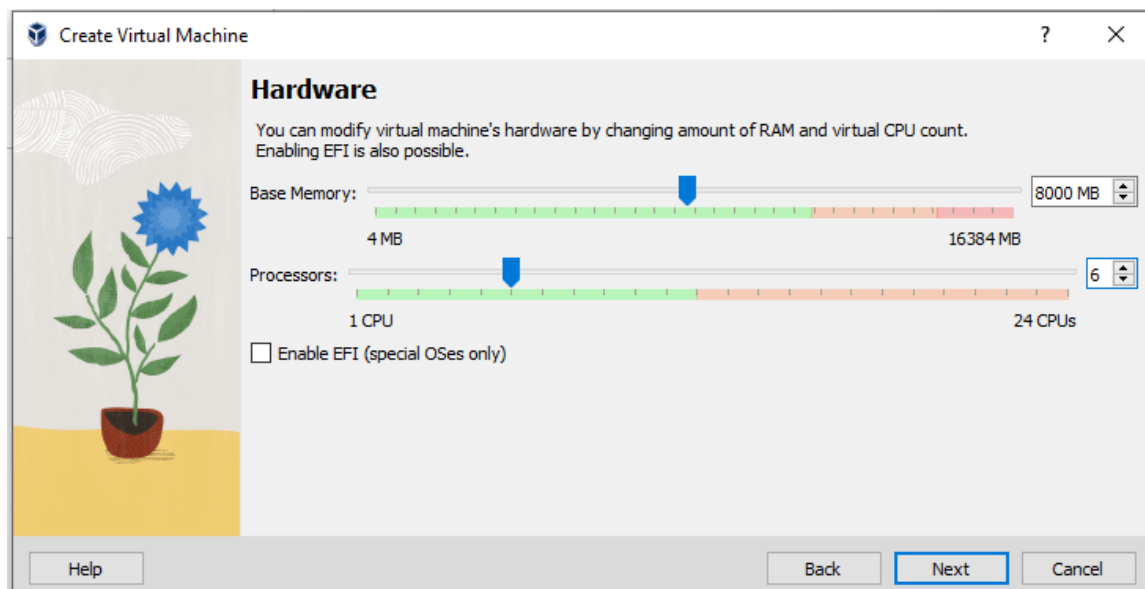 Create Virtual Machine ?
Hardware
You can modify virtual machine's hardware by changing amount of RAM and virtual CPU count.
Enabling EFI is also possible.
Base Memory: 8000 MB
4 MB 16384 MB
Processors: 6
1 CPU 24 CPUs
Enable EFI (special OSes only)
Help Back Next Cancel